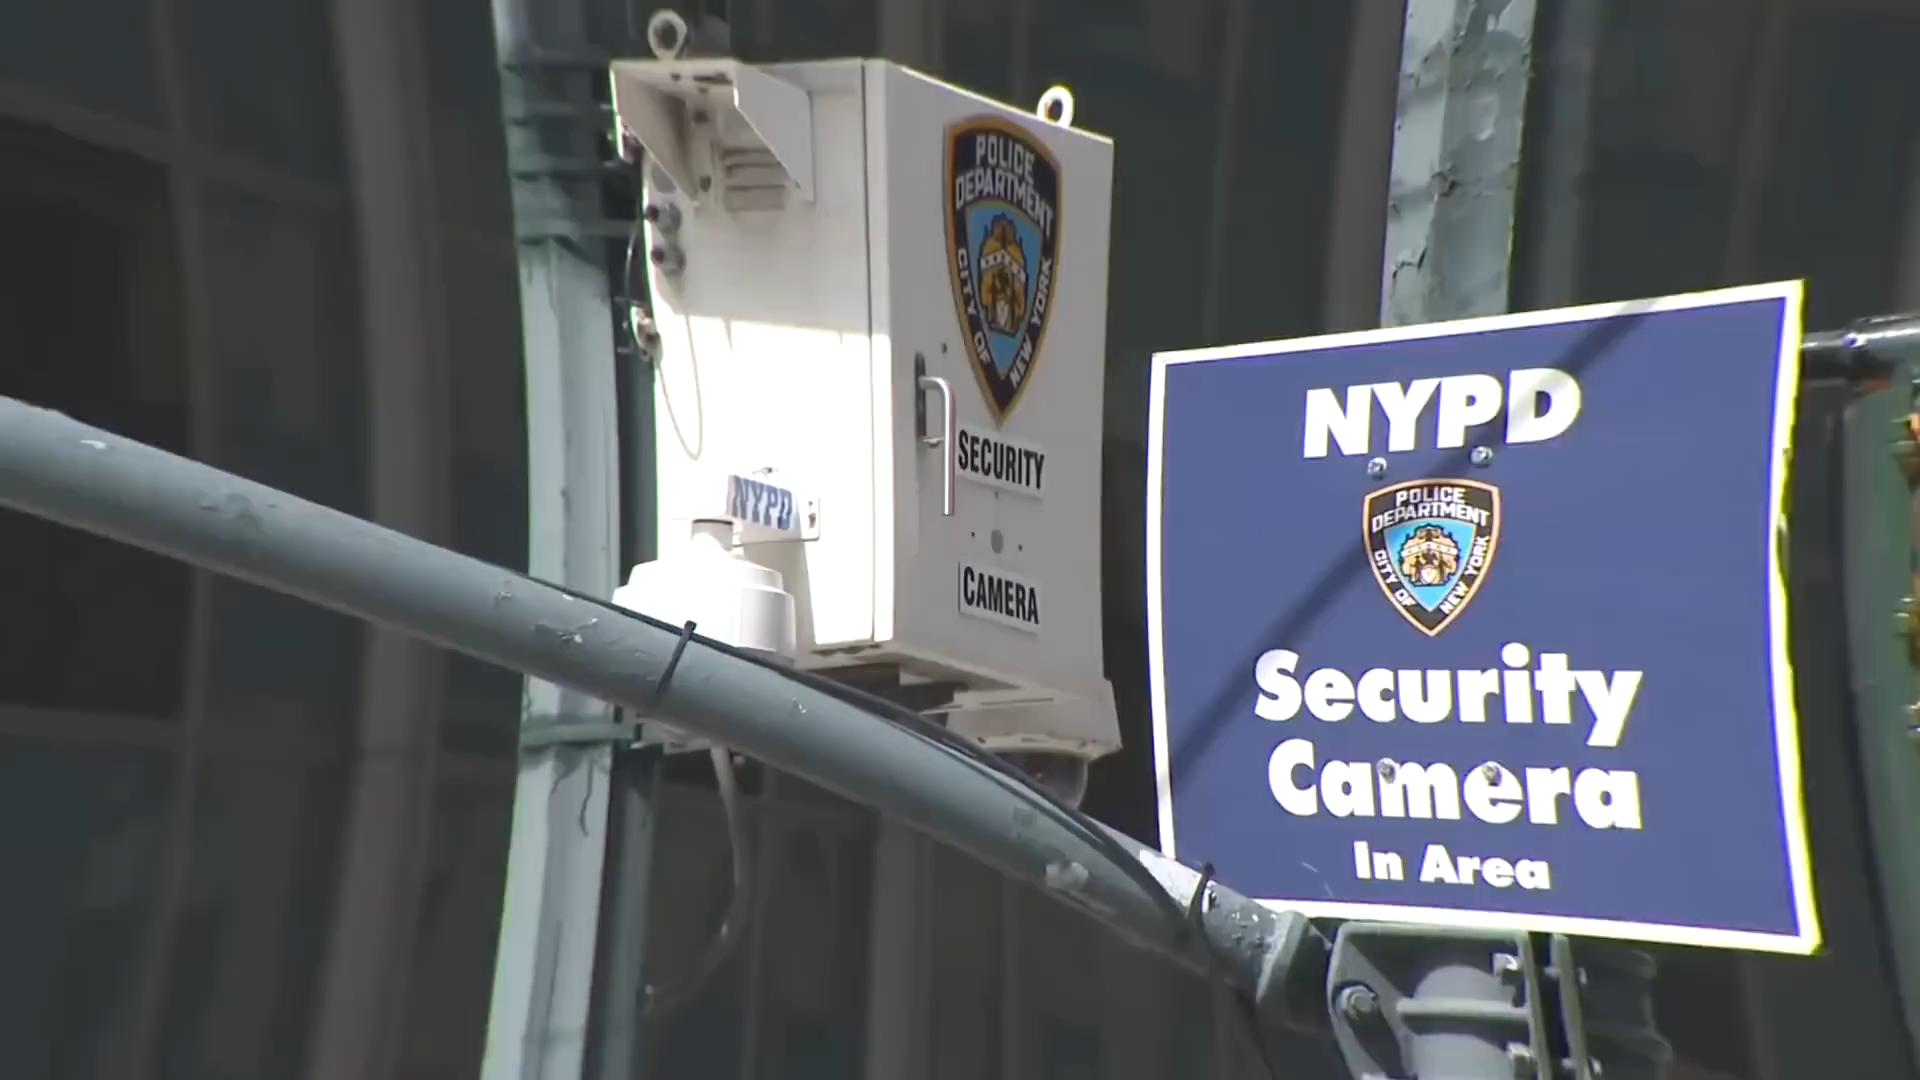 POLICE
DEPARTMENT
CITY OF
NEW YORK
SECURITY
CAMERA
NYPD
NYPD
POLICE
DEPARTMENT
CITY OF
NEW YORK
Security
Camera
In Area